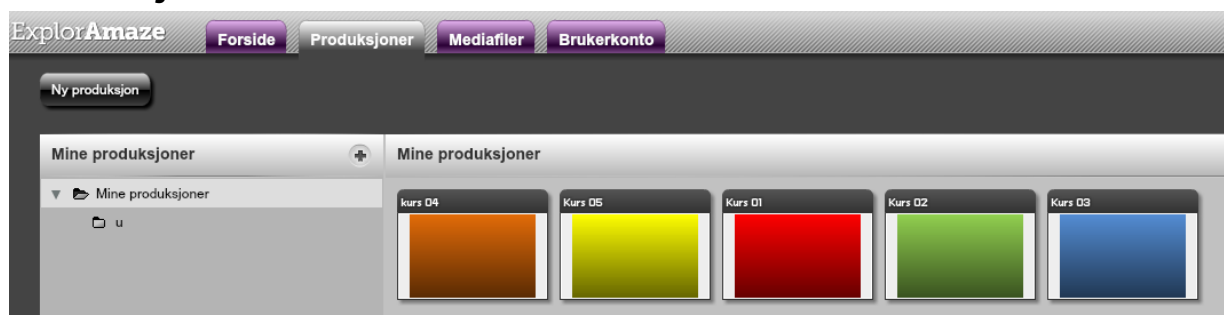 ExplorAmaze Forside Produksjoner Mediafiler Brukerkonto
Ny produksjon
Mine produksjoner Mine produksjoner
Mine produksjoner
u
kurs 04 Kurs 05 Kurs 01 Kurs 02 Kurs 03